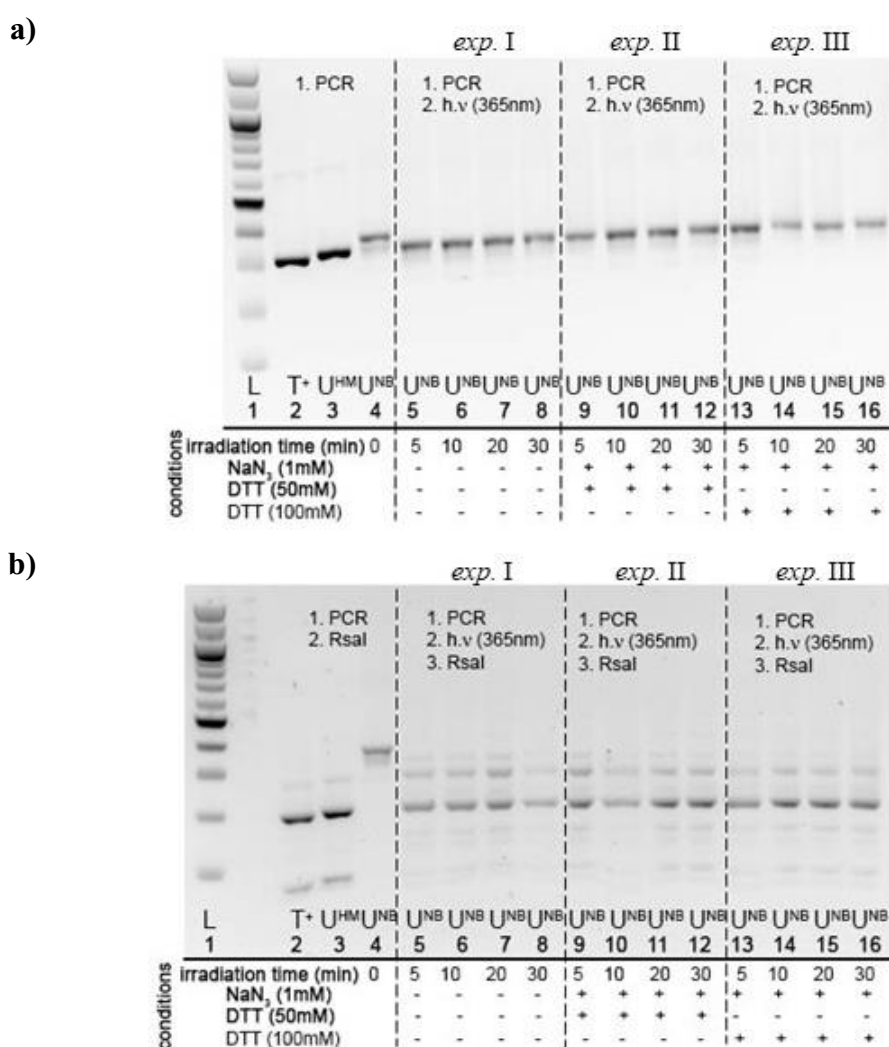 a)
exp. I exp. II exp. III
1. PCR 1. PCR 1. PCR 1. PCR
2. h.ν (365nm) 2. h.ν (365nm) 2. h.ν (365nm)
L T⁺ Uᴴᴹ Uᴺᴮ Uᴺᴮ Uᴺᴮ Uᴺᴮ Uᴺᴮ Uᴺᴮ Uᴺᴮ Uᴺᴮ Uᴺᴮ Uᴺᴮ Uᴺᴮ Uᴺᴮ Uᴺᴮ
1 2 3 4 5 6 7 8 9 10 11 12 13 14 15 16
conditions
irradiation time (min) 0 5 10 20 30 5 10 20 30 5 10 20 30
NaN₃ (1mM) - - - - + + + + + + + +
DTT (50mM) - - - - + + + + - - - -
DTT (100mM) - - - - - - - - + + + +
b)
exp. I exp. II exp. III
1. PCR 1. PCR 1. PCR 1. PCR
2. RsaI 2. h.ν (365nm) 2. h.ν (365nm) 2. h.ν (365nm)
3. RsaI 3. RsaI 3. RsaI
L T⁺ Uᴴᴹ Uᴺᴮ Uᴺᴮ Uᴺᴮ Uᴺᴮ Uᴺᴮ Uᴺᴮ Uᴺᴮ Uᴺᴮ Uᴺᴮ Uᴺᴮ Uᴺᴮ Uᴺᴮ Uᴺᴮ
1 2 3 4 5 6 7 8 9 10 11 12 13 14 15 16
conditions
irradiation time (min) 0 5 10 20 30 5 10 20 30 5 10 20 30
NaN₃ (1mM) - - - - + + + + + + + +
DTT (50mM) - - - - + + + + - - - -
DTT (100mM) - - - - - - - - + + + +